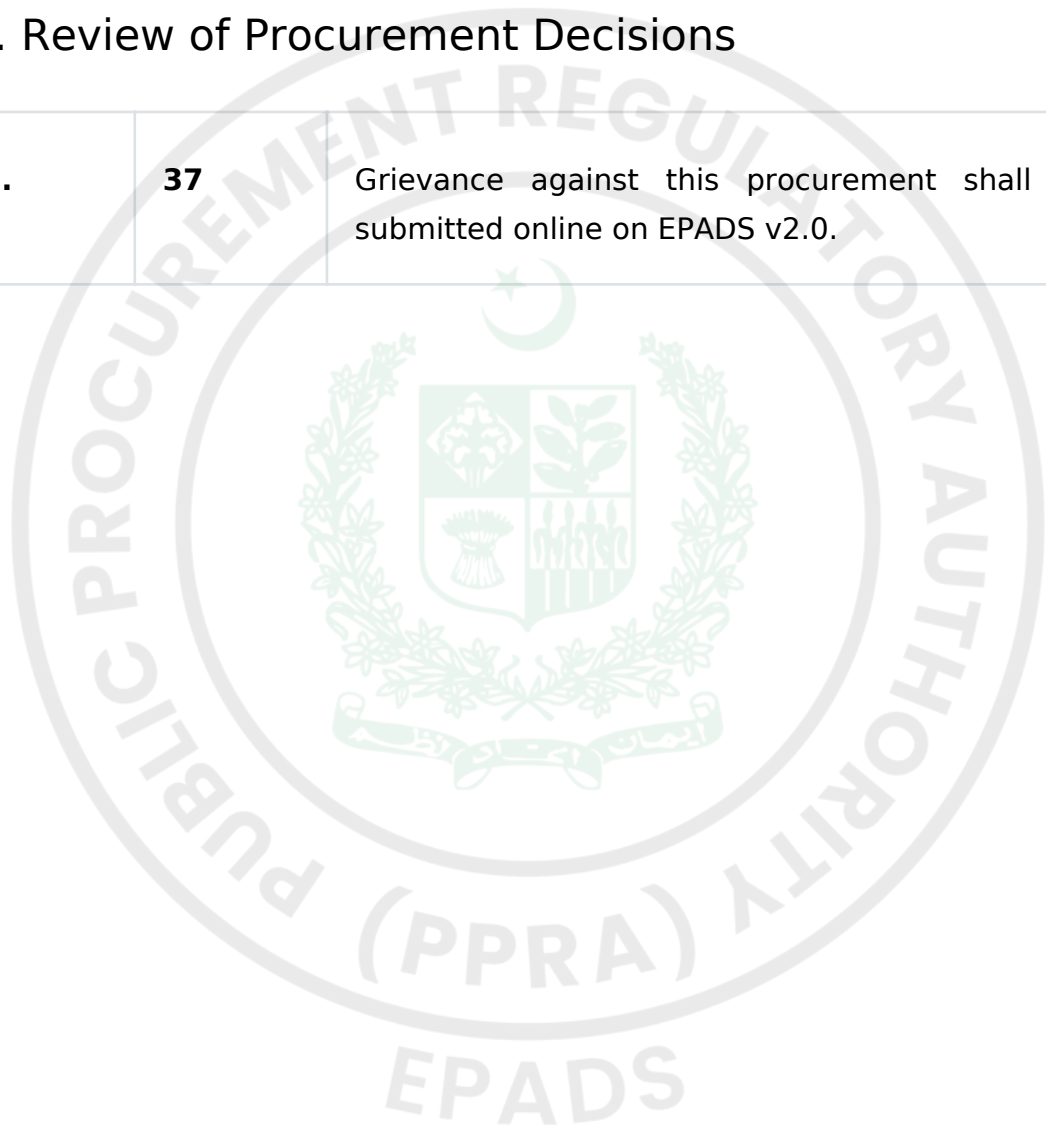 . Review of Procurement Decisions
. 37 Grievance against this procurement shall
submitted online on EPADS v2.0.
PUBLIC PROCUREMENT REGULATORY AUTHORITY
(PPRA)
EPADS